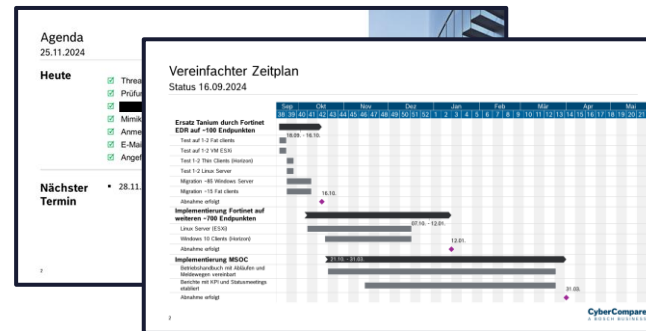 Agenda
25.11.2024
Heute
Threa
Prüfun
Mimik
Anme
E-Mai
Angef
Nächster
Termin
28.11.
2
Vereinfachter Zeitplan
Status 16.09.2024
Sep Okt Nov Dez Jan Feb Mär Apr Mai
38 39 40 41 42 43 44 45 46 47 48 49 50 51 52 1 2 3 4 5 6 7 8 9 10 11 12 13 14 15 16 17 18 19 20 21
Ersatz Tanium durch Fortinet
EDR auf ~100 Endpunkten
16.09. - 16.10.
Test auf 1-2 Fat clients
Test auf 1-2 VM ESXi
Test 1-2 Thin Clients (Horizon)
Test 1-2 Linux Server
Migration ~85 Windows Server
Migration ~15 Fat clients
16.10.
Abnahme erfolgt
Implementierung Fortinet auf
weiteren ~700 Endpunkten
07.10. - 12.01.
Linux Server (ESXi)
Windows 10 Clients (Horizon)
12.01.
Abnahme erfolgt
Implementierung MSOC
21.10. - 31.03.
Betriebshandbuch mit Abläufen und
Meldewegen vereinbart
Berichte mit KPI und Statusmeetings
etabliert
31.03.
Abnahme erfolgt
2
CyberCompare
A BOSCH BUSINESS